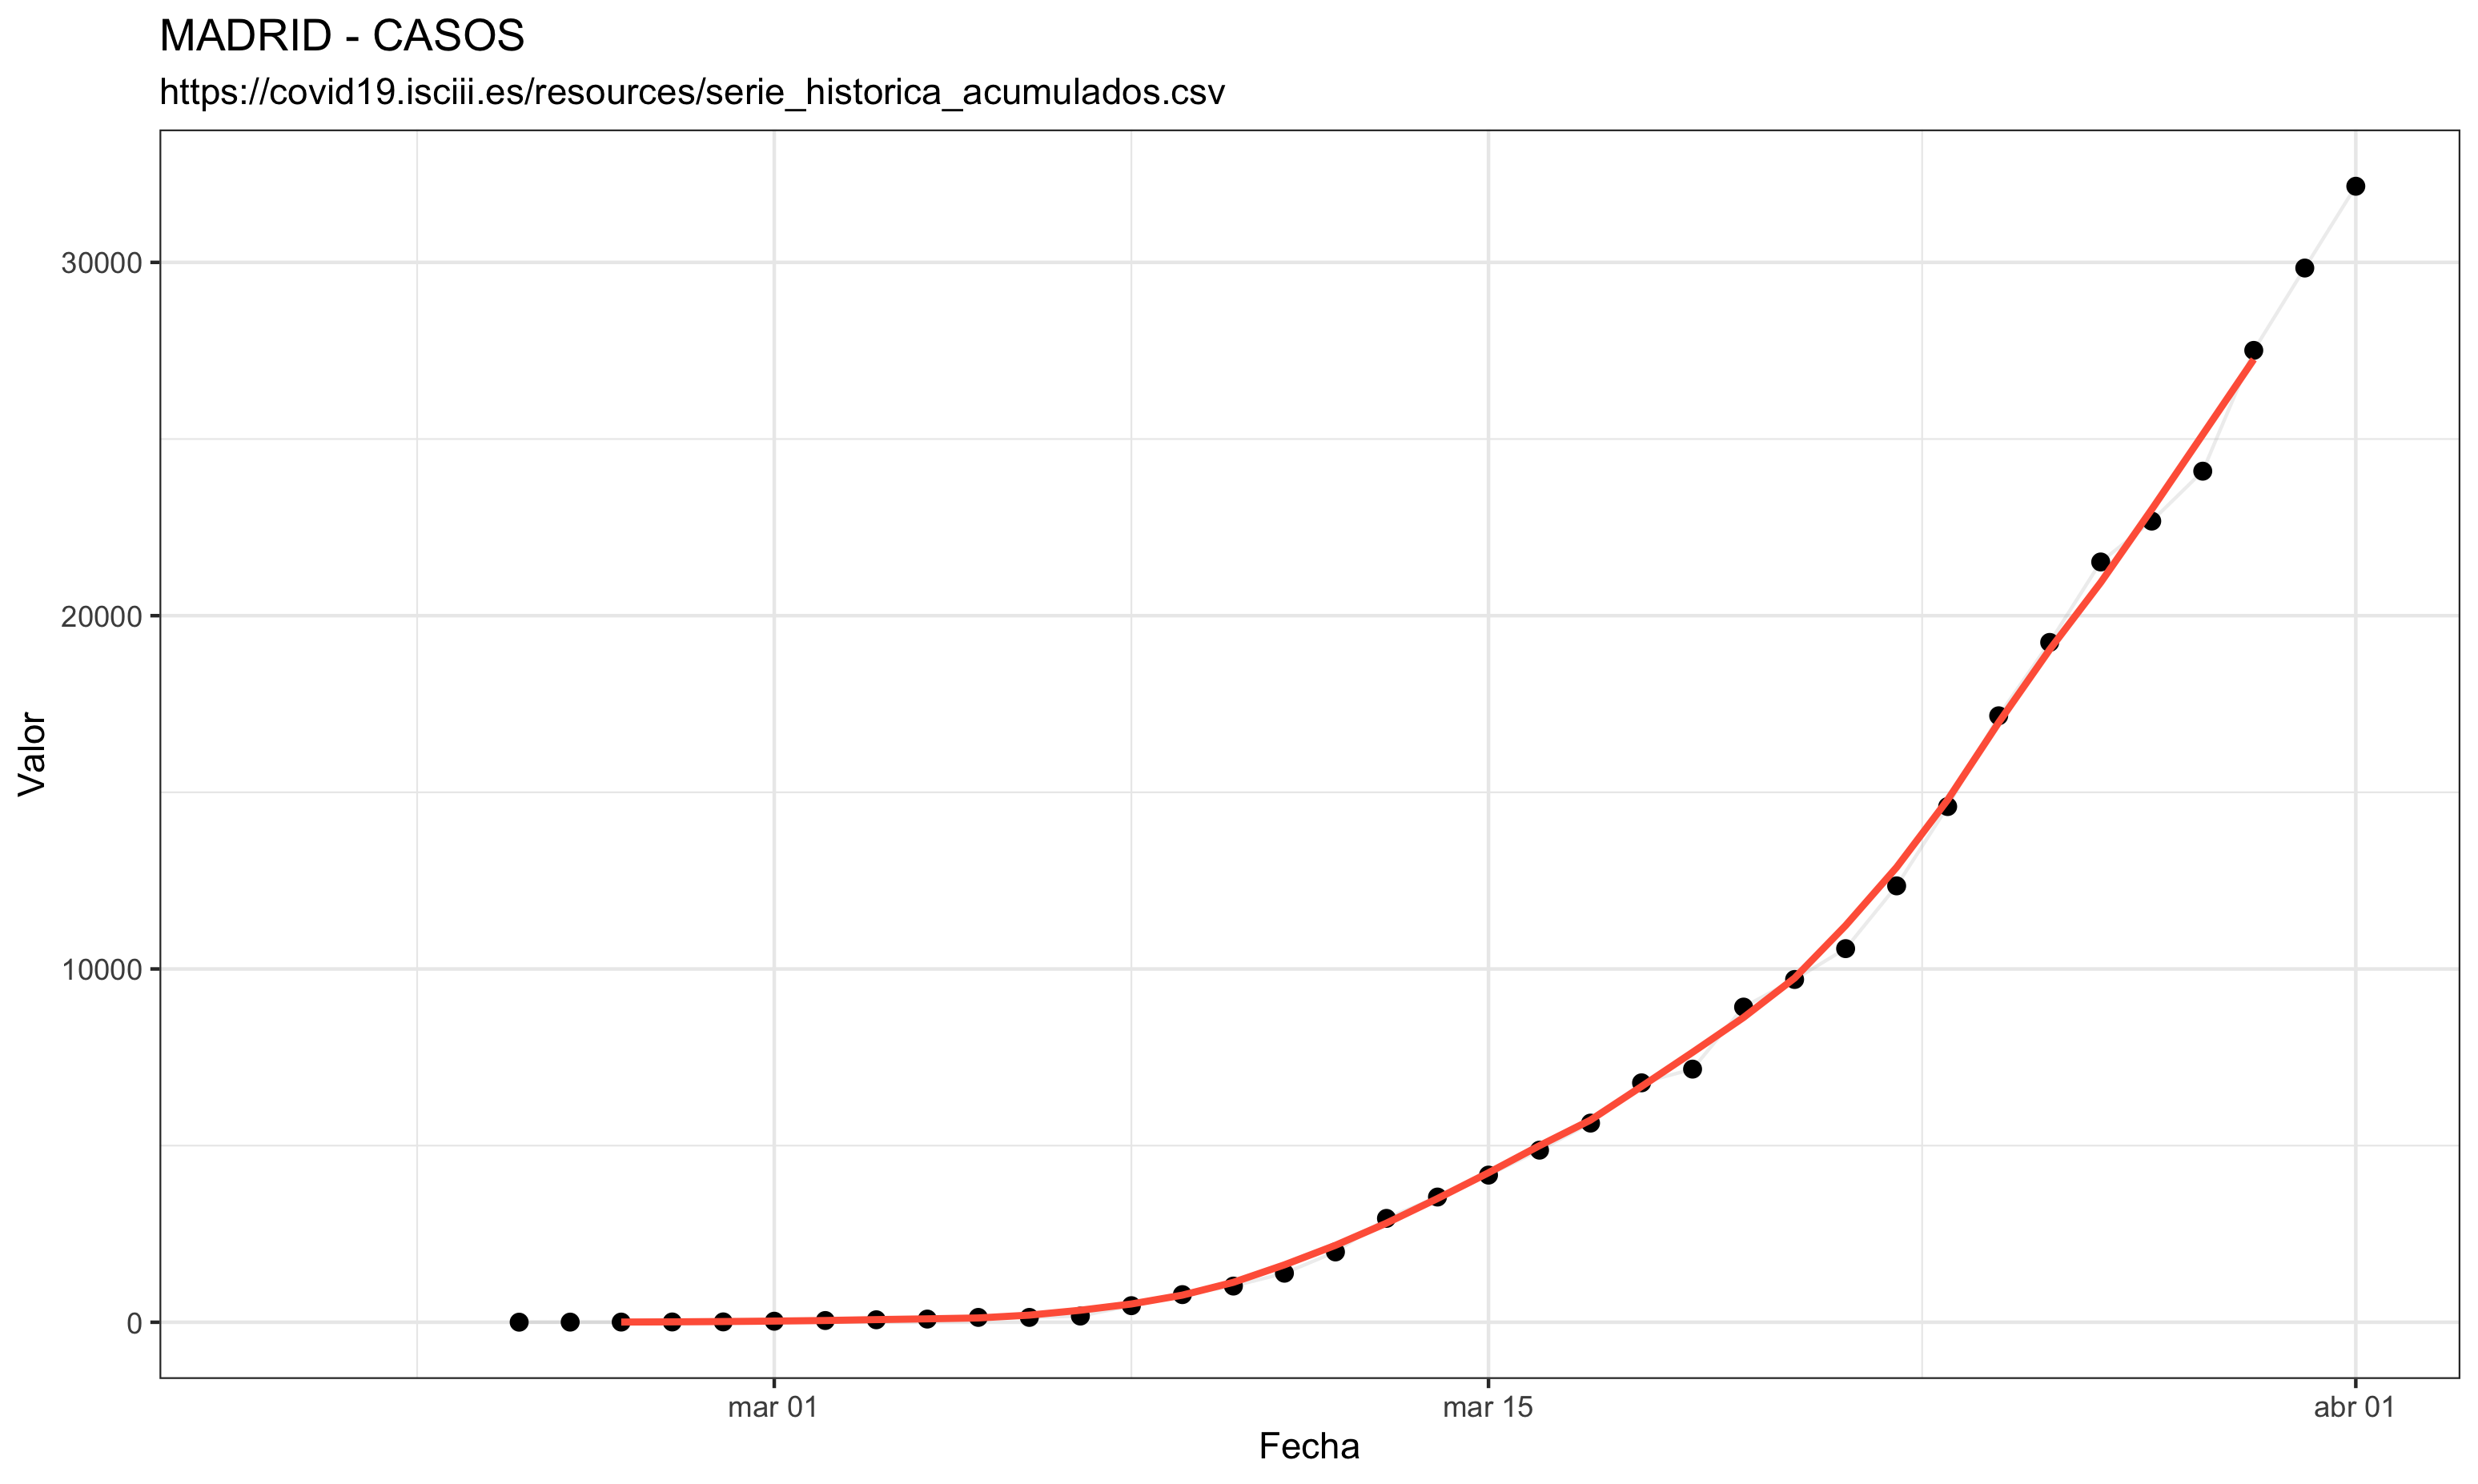 MADRID - CASOS
https://covid19.isciii.es/resources/serie_historica_acumulados.csv
30000
20000
10000
0
Valor
mar 01
mar 15
abr 01
Fecha